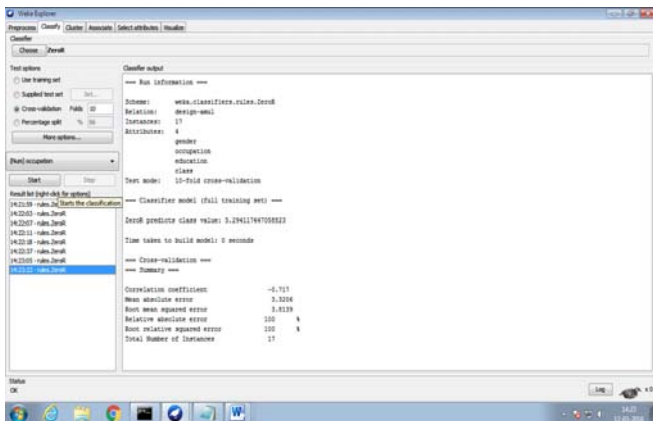 Weka Explorer
Preprocess Classify Cluster Associate Select attributes Visualize
Classifier
Choose ZeroR
Test options
Use training set
Supplied test set Set...
Cross-validation Folds 10
Percentage split % 66
More options...
(Num) occupation
Start Stop
Result list (right-click for options)
14:21:59 - rules.Ze
Starts the classification
14:22:03 - rules.ZeroR
14:22:07 - rules.ZeroR
14:22:11 - rules.ZeroR
14:22:18 - rules.ZeroR
14:22:37 - rules.ZeroR
14:23:05 - rules.ZeroR
14:23:22 - rules.ZeroR
Classifier output
=== Run information ===
Scheme: weka.classifiers.rules.ZeroR
Relation: design-amul
Instances: 17
Attributes: 4
gender
occupation
education
class
Test mode: 10-fold cross-validation
=== Classifier model (full training set) ===
ZeroR predicts class value: 5.294117647058823
Time taken to build model: 0 seconds
=== Cross-validation ===
=== Summary ===
Correlation coefficient -0.717
Mean absolute error 3.3206
Root mean squared error 3.8139
Relative absolute error 100 %
Root relative squared error 100 %
Total Number of Instances 17
Status
OK
Log x 0
14:23